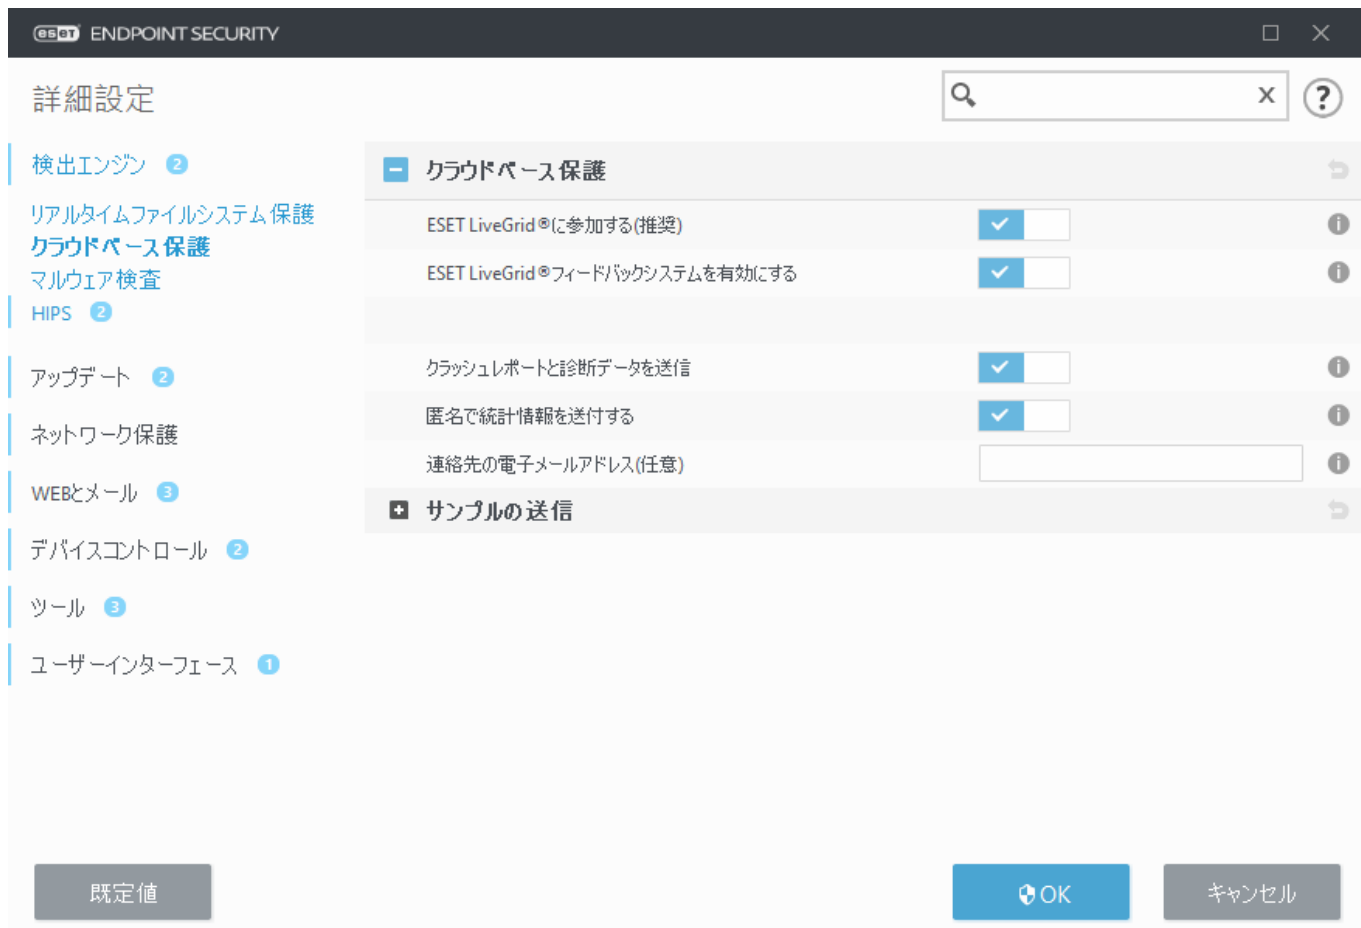 eset ENDPOINT SECURITY
詳細設定
検出エンジン 2
リアルタイムファイルシステム保護
クラウドベース保護
マルウェア検査
HIPS 2
アップデート 2
ネットワーク保護
WEBとメール 3
デバイスコントロール 2
ツール 3
ユーザーインターフェース 1
クラウドベース保護
ESET LiveGrid®に参加する(推奨)
ESET LiveGrid®フィードバックシステムを有効にする
クラッシュレポートと診断データを送信
匿名で統計情報を送付する
連絡先の電子メールアドレス(任意)
サンプルの送信
既定値
OK
キャンセル